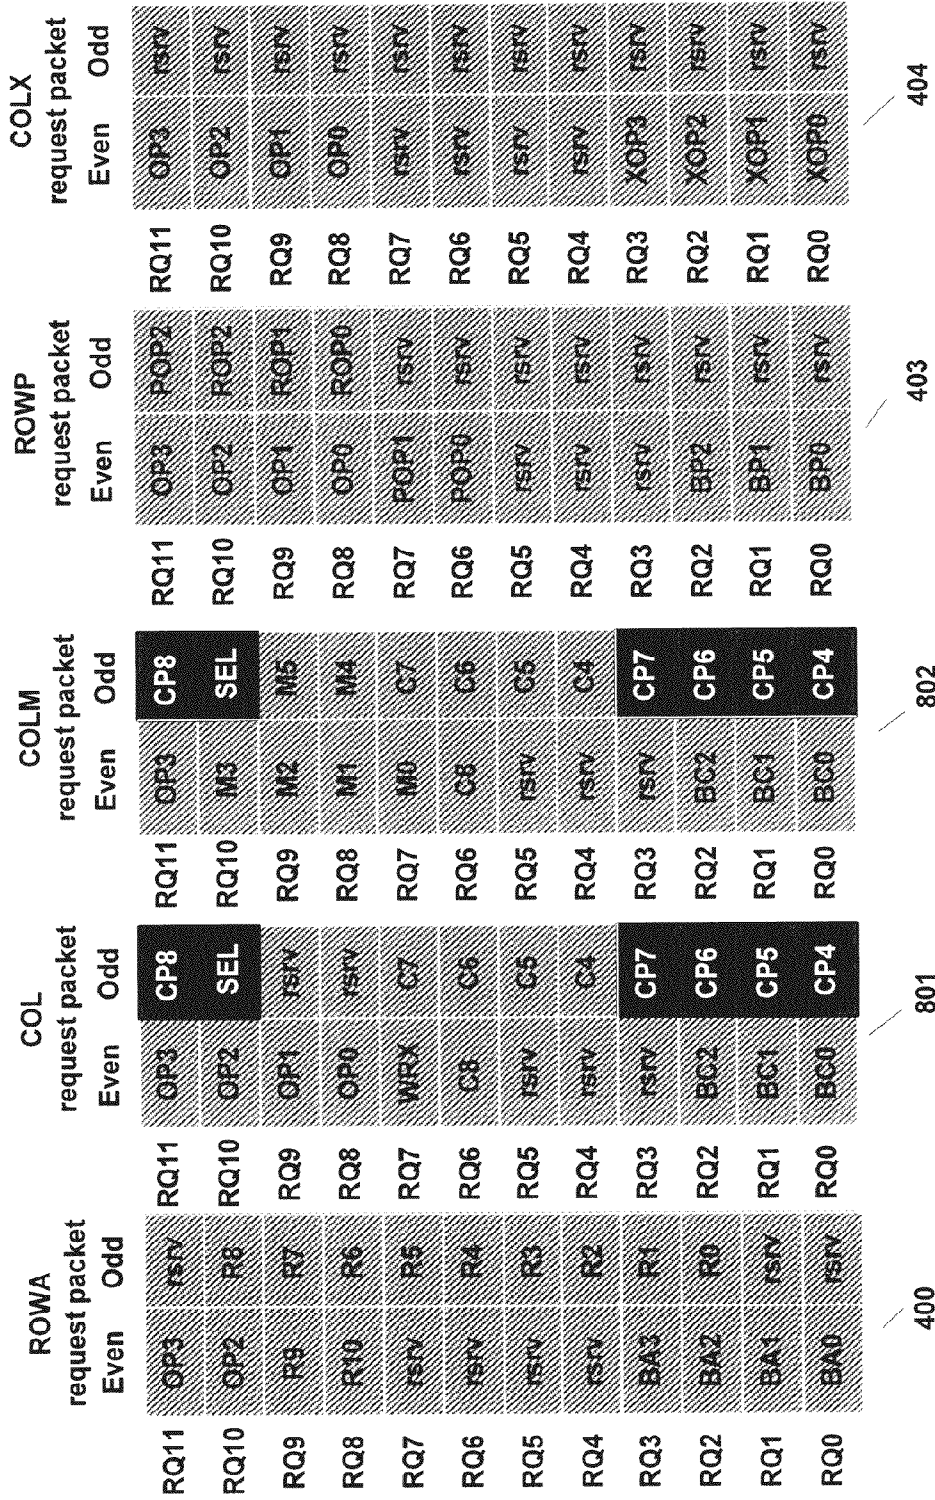 ROWA COL COLM ROWP COLX
request packet request packet request packet request packet request packet
Even Odd Even Odd Even Odd Even Odd Even Odd
RQ11 OP3 rsrv RQ11 OP3 CP8 RQ11 OP3 CP8 RQ11 OP3 POP2 RQ11 OP3 rsrv
RQ10 OP2 R8 RQ10 OP2 SEL RQ10 M3 SEL RQ10 OP2 ROP2 RQ10 OP2 rsrv
RQ9 R9 R7 RQ9 OP1 rsrv RQ9 M2 M5 RQ9 OP1 ROP1 RQ9 OP1 rsrv
RQ8 R10 R6 RQ8 OP0 rsrv RQ8 M1 M4 RQ8 OP0 ROP0 RQ8 OP0 rsrv
RQ7 rsrv R5 RQ7 WRX C7 RQ7 M0 C7 RQ7 POP1 rsrv RQ7 rsrv rsrv
RQ6 rsrv R4 RQ6 C8 C6 RQ6 C8 C6 RQ6 POP0 rsrv RQ6 rsrv rsrv
RQ5 rsrv R3 RQ5 rsrv C5 RQ5 rsrv C5 RQ5 rsrv rsrv RQ5 rsrv rsrv
RQ4 rsrv R2 RQ4 rsrv C4 RQ4 rsrv C4 RQ4 rsrv rsrv RQ4 rsrv rsrv
RQ3 BA3 R1 RQ3 rsrv CP7 RQ3 rsrv CP7 RQ3 rsrv rsrv RQ3 XOP3 rsrv
RQ2 BA2 R0 RQ2 BC2 CP6 RQ2 BC2 CP6 RQ2 BP2 rsrv RQ2 XOP2 rsrv
RQ1 BA1 rsrv RQ1 BC1 CP5 RQ1 BC1 CP5 RQ1 BP1 rsrv RQ1 XOP1 rsrv
RQ0 BA0 rsrv RQ0 BC0 CP4 RQ0 BC0 CP4 RQ0 BP0 rsrv RQ0 XOP0 rsrv
400 801 802 403 404